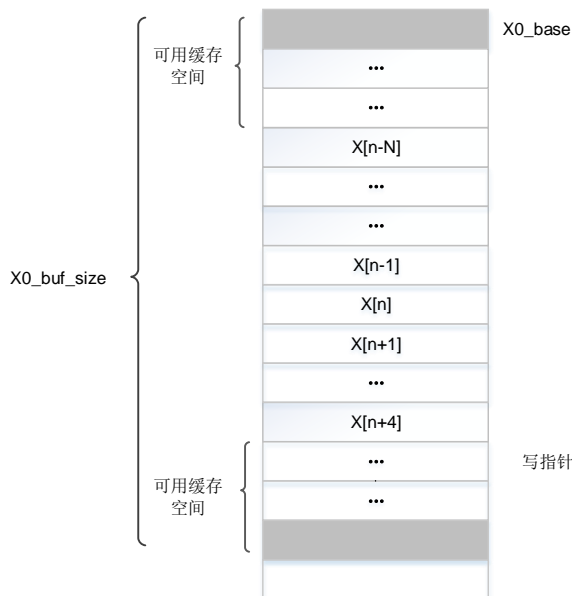 X0_base
可用缓存
空间
...
...
X[n-N]
...
...
X[n-1]
X0_buf_size
X[n]
X[n+1]
...
X[n+4]
...
写指针
可用缓存
空间
...